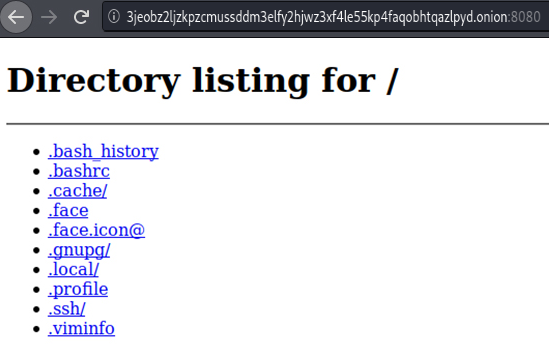 3jeobz2ljzkpzcmussddm3elfy2hjwz3xf4le55kp4faqobhtqazlpyd.onion:8080
Directory listing for /
.bash_history
.bashrc
.cache/
.face
.face.icon@
.gnupg/
.local/
.profile
.ssh/
.viminfo